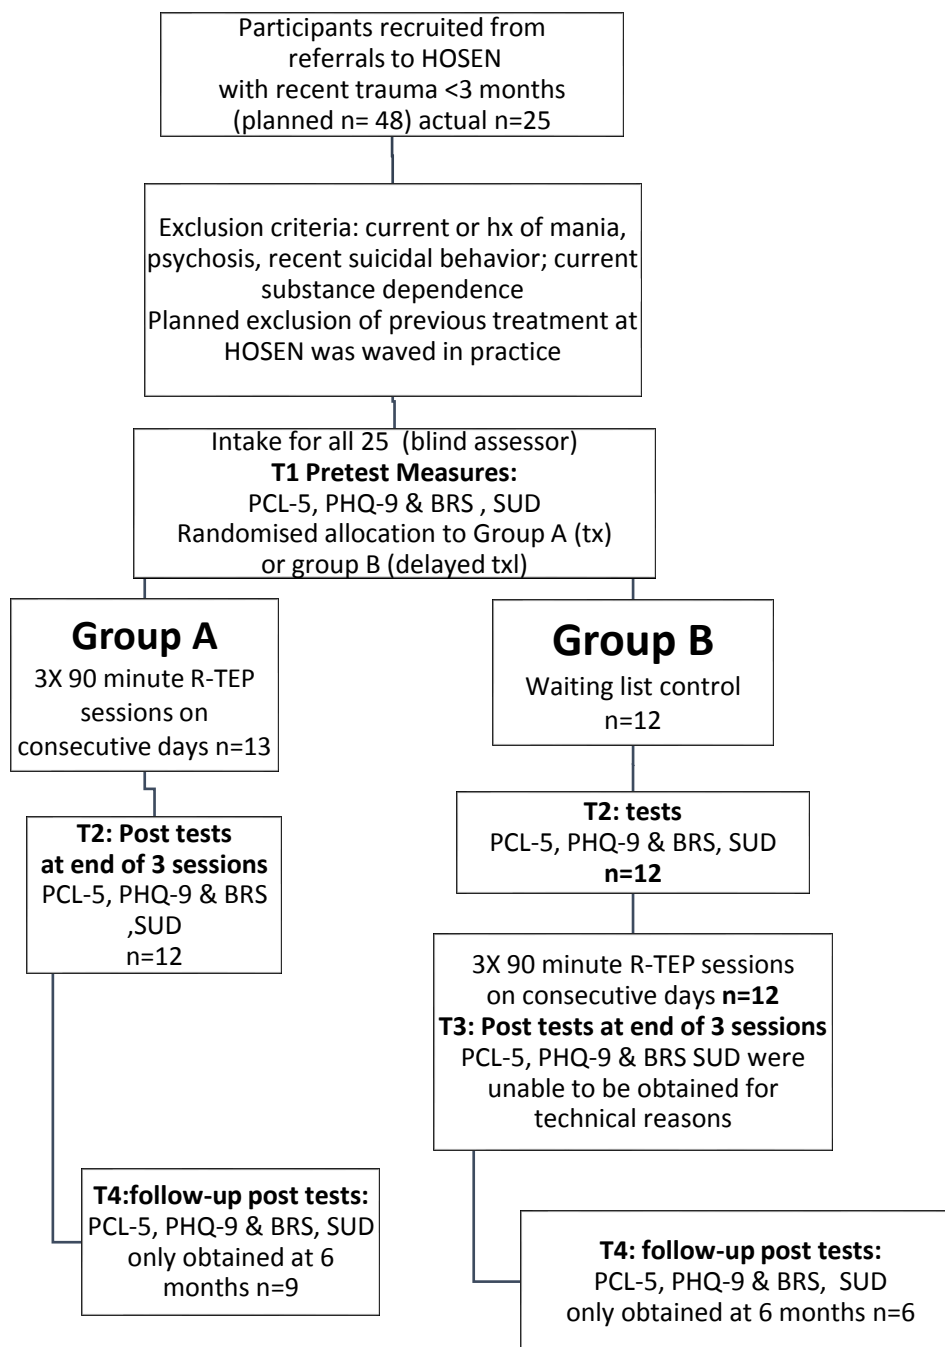 Participants recruited from
referrals to HOSEN
with recent trauma <3 months
(planned n= 48) actual n=25
Exclusion criteria: current or hx of mania,
psychosis, recent suicidal behavior; current
substance dependence
Planned exclusion of previous treatment at
HOSEN was waved in practice
Intake for all 25 (blind assessor)
T1 Pretest Measures:
PCL-5, PHQ-9 & BRS , SUD
Randomised allocation to Group A (tx)
or group B (delayed txl)
Group A
3X 90 minute R-TEP
sessions on
consecutive days n=13
Group B
Waiting list control
n=12
T2: Post tests
at end of 3 sessions
PCL-5, PHQ-9 & BRS
,SUD
n=12
T2: tests
PCL-5, PHQ-9 & BRS, SUD
n=12
3X 90 minute R-TEP sessions
on consecutive days n=12
T3: Post tests at end of 3 sessions
PCL-5, PHQ-9 & BRS SUD were
unable to be obtained for
technical reasons
T4:follow-up post tests:
PCL-5, PHQ-9 & BRS, SUD
only obtained at 6
months n=9
T4: follow-up post tests:
PCL-5, PHQ-9 & BRS, SUD
only obtained at 6 months n=6